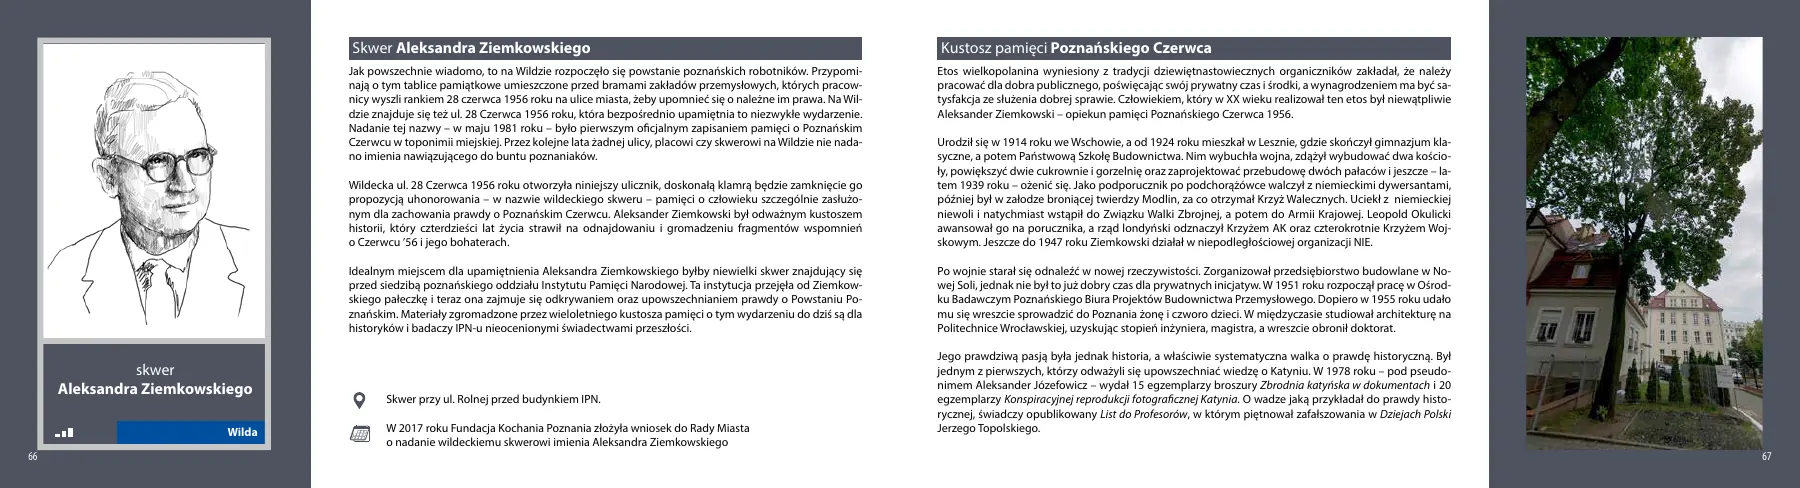 skwer
Aleksandra Ziemkowskiego
Wilda
66
Skwer Aleksandra Ziemkowskiego
Jak powszechnie wiadomo, to na Wildzie rozpoczęło się powstanie poznańskich robotników. Przypomi-
nają o tym tablice pamiątkowe umieszczone przed bramami zakładów przemysłowych, których pracow-
nicy wyszli rankiem 28 czerwca 1956 roku na ulice miasta, żeby upomnieć się o należne im prawa. Na Wil-
dzie znajduje się też ul. 28 Czerwca 1956 roku, która bezpośrednio upamiętnia to niezwykłe wydarzenie.
Nadanie tej nazwy – w maju 1981 roku – było pierwszym oficjalnym zapisaniem pamięci o Poznańskim
Czerwcu w toponimii miejskiej. Przez kolejne lata żadnej ulicy, placowi czy skwerowi na Wildzie nie nada-
no imienia nawiązującego do buntu poznaniaków.
Wildecka ul. 28 Czerwca 1956 roku otworzyła niniejszy ulicznik, doskonałą klamrą będzie zamknięcie go
propozycją uhonorowania – w nazwie wildeckiego skweru – pamięci o człowieku szczególnie zasłużo-
nym dla zachowania prawdy o Poznańskim Czerwcu. Aleksander Ziemkowski był odważnym kustoszem
historii, który czterdzieści lat życia strawił na odnajdowaniu i gromadzeniu fragmentów wspomnień
o Czerwcu ’56 i jego bohaterach.
Idealnym miejscem dla upamiętnienia Aleksandra Ziemkowskiego byłby niewielki skwer znajdujący się
przed siedzibą poznańskiego oddziału Instytutu Pamięci Narodowej. Ta instytucja przejęła od Ziemkow-
skiego pałeczkę i teraz ona zajmuje się odkrywaniem oraz upowszechnianiem prawdy o Powstaniu Po-
znańskim. Materiały zgromadzone przez wieloletniego kustosza pamięci o tym wydarzeniu do dziś są dla
historyków i badaczy IPN-u nieocenionymi świadectwami przeszłości.
Skwer przy ul. Rolnej przed budynkiem IPN.
W 2017 roku Fundacja Kochania Poznania złożyła wniosek do Rady Miasta
o nadanie wildeckiemu skwerowi imienia Aleksandra Ziemkowskiego
Kustosz pamięci Poznańskiego Czerwca
Etos wielkopolanina wyniesiony z tradycji dziewiętnastowiecznych organiczników zakładał, że należy
pracować dla dobra publicznego, poświęcając swój prywatny czas i środki, a wynagrodzeniem ma być sa-
tysfakcja ze służenia dobrej sprawie. Człowiekiem, który w XX wieku realizował ten etos był niewątpliwie
Aleksander Ziemkowski – opiekun pamięci Poznańskiego Czerwca 1956.
Urodził się w 1914 roku we Wschowie, a od 1924 roku mieszkał w Lesznie, gdzie skończył gimnazjum kla-
syczne, a potem Państwową Szkołę Budownictwa. Nim wybuchła wojna, zdążył wybudować dwa kościo-
ły, powiększyć dwie cukrownie i gorzelnię oraz zaprojektować przebudowę dwóch pałaców i jeszcze – la-
tem 1939 roku – ożenić się. Jako podporucznik po podchorążówce walczył z niemieckimi dywersantami,
później był w załodze broniącej twierdzy Modlin, za co otrzymał Krzyż Walecznych. Uciekł z niemieckiej
niewoli i natychmiast wstąpił do Związku Walki Zbrojnej, a potem do Armii Krajowej. Leopold Okulicki
awansował go na porucznika, a rząd londyński odznaczył Krzyżem AK oraz czterokrotnie Krzyżem Woj-
skowym. Jeszcze do 1947 roku Ziemkowski działał w niepodległościowej organizacji NIE.
Po wojnie starał się odnaleźć w nowej rzeczywistości. Zorganizował przedsiębiorstwo budowlane w No-
wej Soli, jednak nie był to już dobry czas dla prywatnych inicjatyw. W 1951 roku rozpoczął pracę w Ośrod-
ku Badawczym Poznańskiego Biura Projektów Budownictwa Przemysłowego. Dopiero w 1955 roku udało
mu się wreszcie sprowadzić do Poznania żonę i czworo dzieci. W międzyczasie studiował architekturę na
Politechnice Wrocławskiej, uzyskując stopień inżyniera, magistra, a wreszcie obronił doktorat.
Jego prawdziwą pasją była jednak historia, a właściwie systematyczna walka o prawdę historyczną. Był
jednym z pierwszych, którzy odważyli się upowszechniać wiedzę o Katyniu. W 1978 roku – pod pseudo-
nimem Aleksander Józefowicz – wydał 15 egzemplarzy broszury Zbrodnia katyńska w dokumentach i 20
egzemplarzy Konspiracyjnej reprodukcji fotograficznej Katynia. O wadze jaką przykładał do prawdy histo-
rycznej, świadczy opublikowany List do Profesorów, w którym piętnował zafałszowania w Dziejach Polski
Jerzego Topolskiego.
67